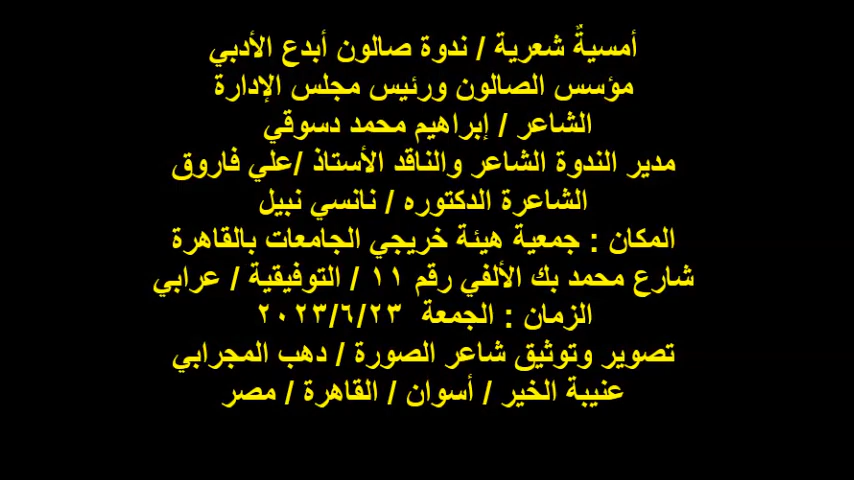 أمسيةٌ شعرية / ندوة صالون أبدع الأدبي
مؤسس الصالون ورئيس مجلس الإدارة
الشاعر / إبراهيم محمد دسوقي
مدير الندوة الشاعر والناقد الأستاذ /علي فاروق
الشاعرة الدكتوره / نانسي نبيل
المكان : جمعية هيئة خريجي الجامعات بالقاهرة
شارع محمد بك الألفي رقم ١١ / التوفيقية / عرابي
الزمان : الجمعة ٢٠٢٣/٦/٢٣
تصوير وتوثيق شاعر الصورة / دهب المجرابي
عنيبة الخير / أسوان / القاهرة / مصر